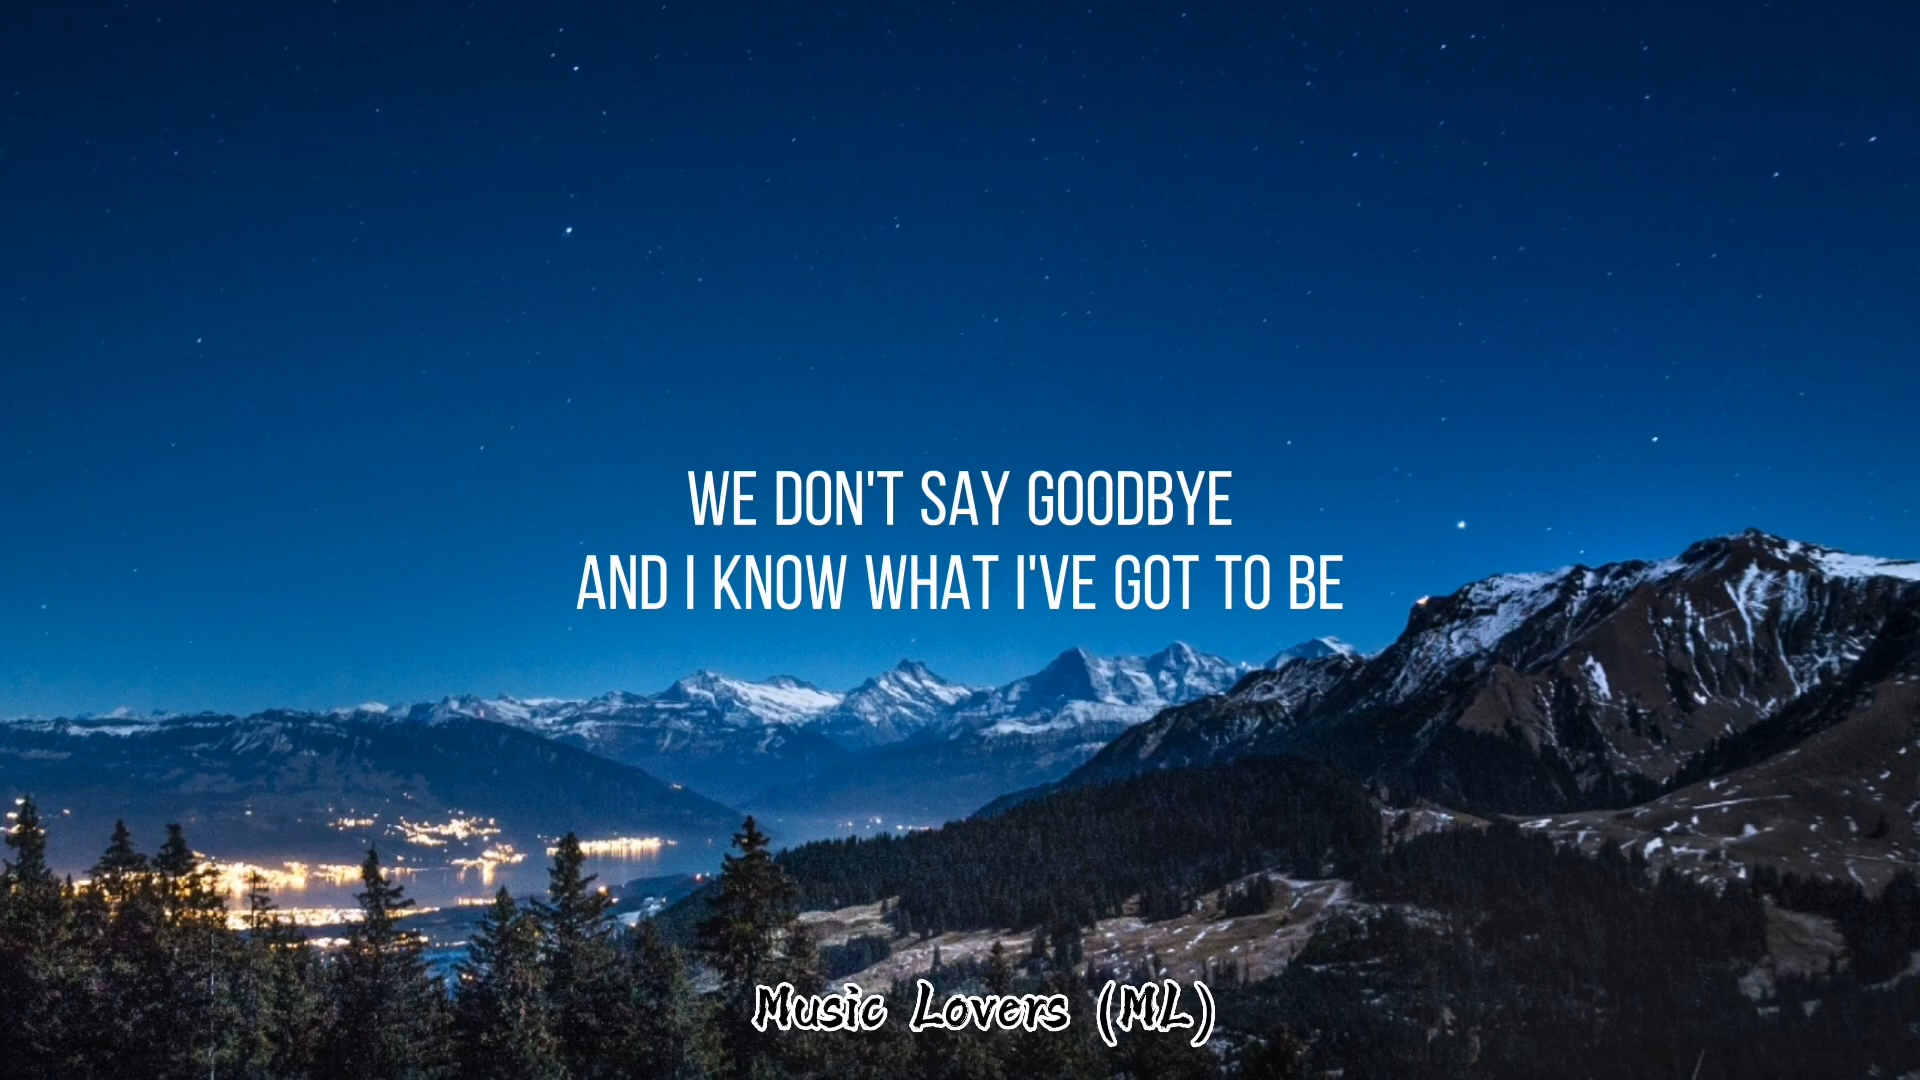 WE DON'T SAY GOODBYE
AND I KNOW WHAT I'VE GOT TO BE
Music Lovers (ML)